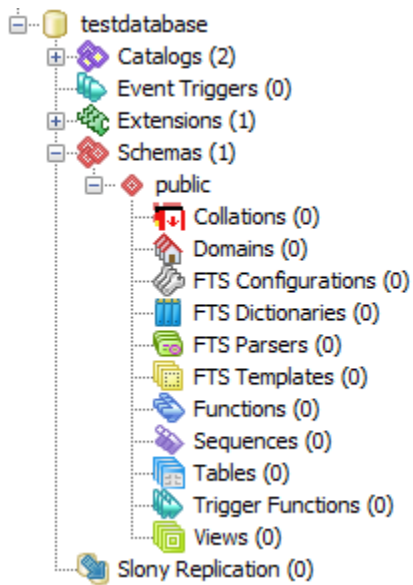 testdatabase
Catalogs (2)
Event Triggers (0)
Extensions (1)
Schemas (1)
public
Collations (0)
Domains (0)
FTS Configurations (0)
FTS Dictionaries (0)
FTS Parsers (0)
FTS Templates (0)
Functions (0)
Sequences (0)
Tables (0)
Trigger Functions (0)
Views (0)
Slony Replication (0)